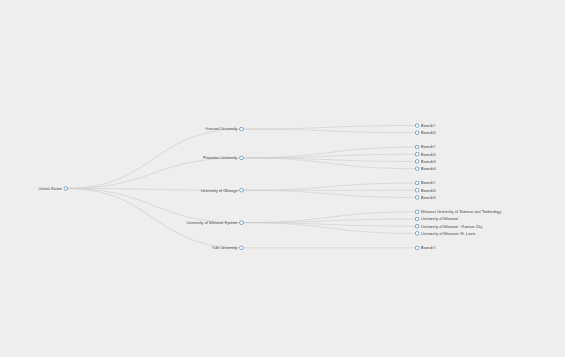 United States
Harvard University
Branch1
Branch2
Princeton University
Branch1
Branch2
Branch3
Branch4
University of Chicago
Branch1
Branch2
Branch3
University of Missouri System
Missouri University of Science and Technology
University of Missouri
University of Missouri - Kansas City
University of Missouri-St. Louis
Yale University
Branch1